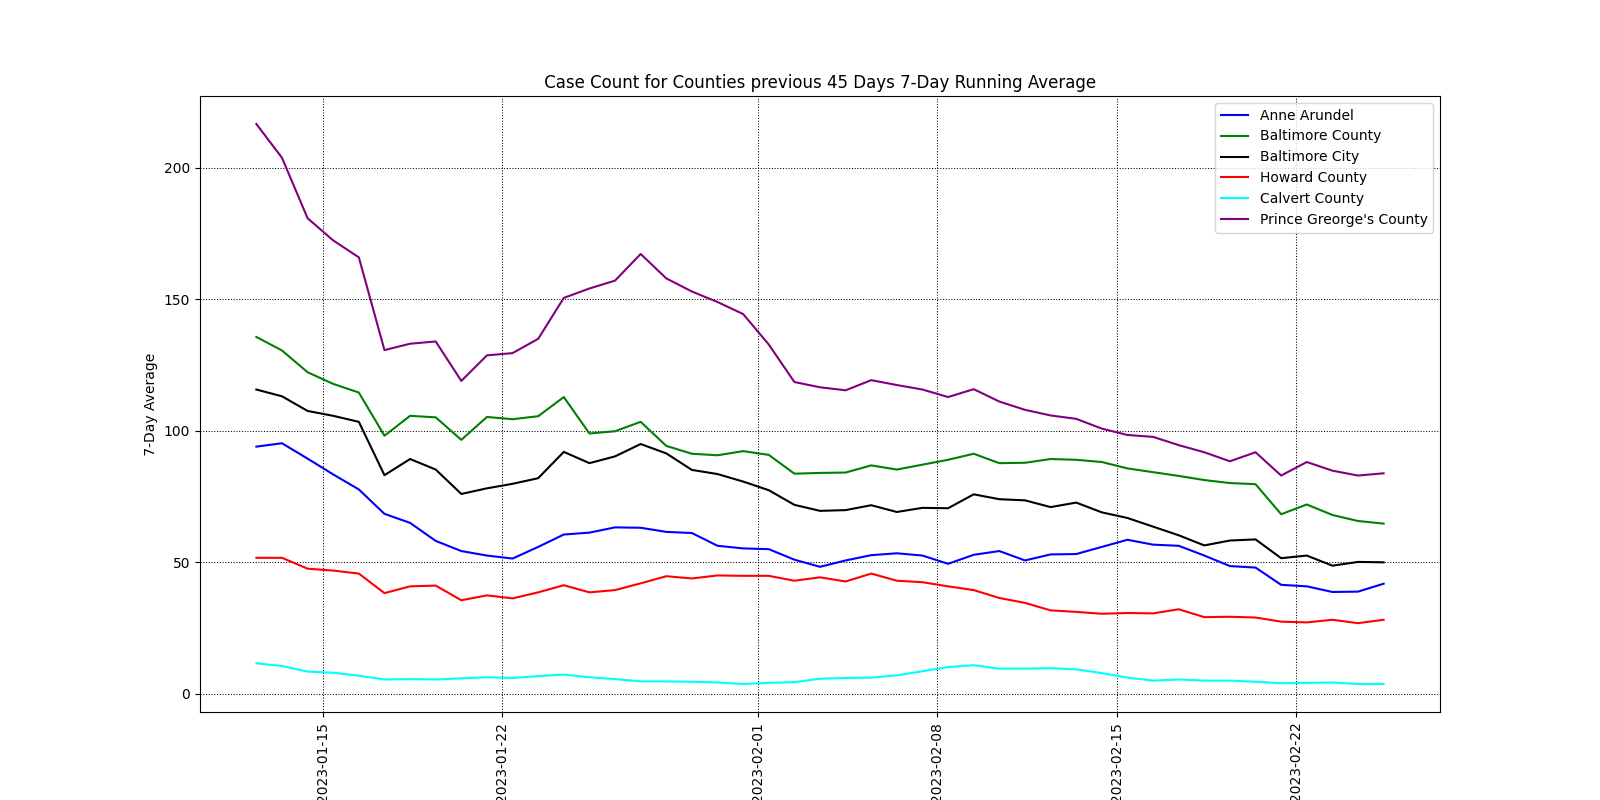 Case Count for Counties previous 45 Days 7-Day Running Average
Anne Arundel
Baltimore County
Baltimore City
Howard County
Calvert County
Prince Greorge's County
7-Day Average
200
150
100
50
0
2023-01-15
2023-01-22
2023-02-01
2023-02-08
2023-02-15
2023-02-22